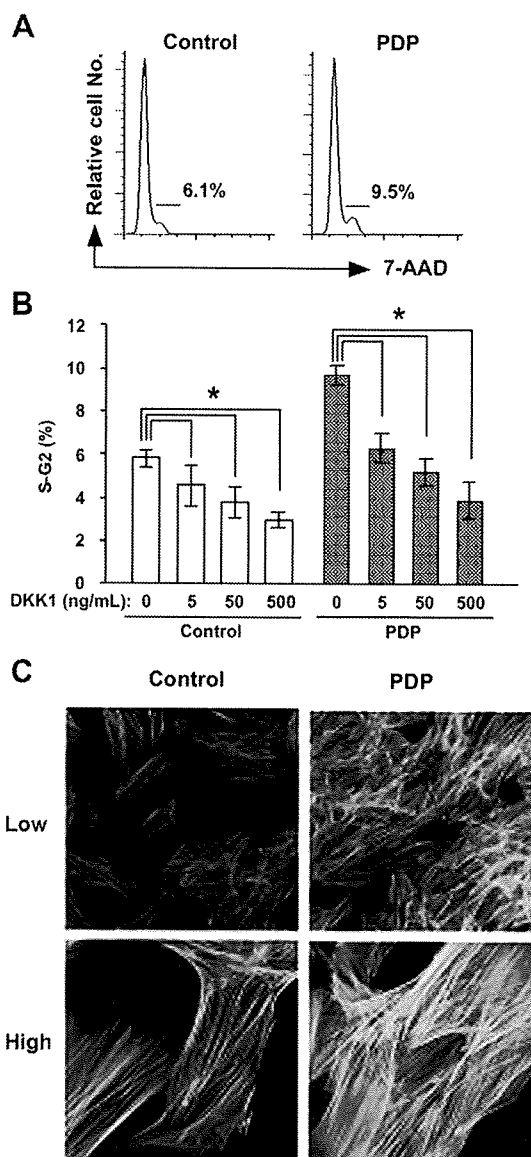 A
Control
PDP
Relative cell No.
6.1%
9.5%
7-AAD
B
12
10
8
6
4
2
0
S-G2 (%)
*
*
DKK1 (ng/mL): 0 5 50 500 0 5 50 500
Control
PDP
C
Control
PDP
Low
High